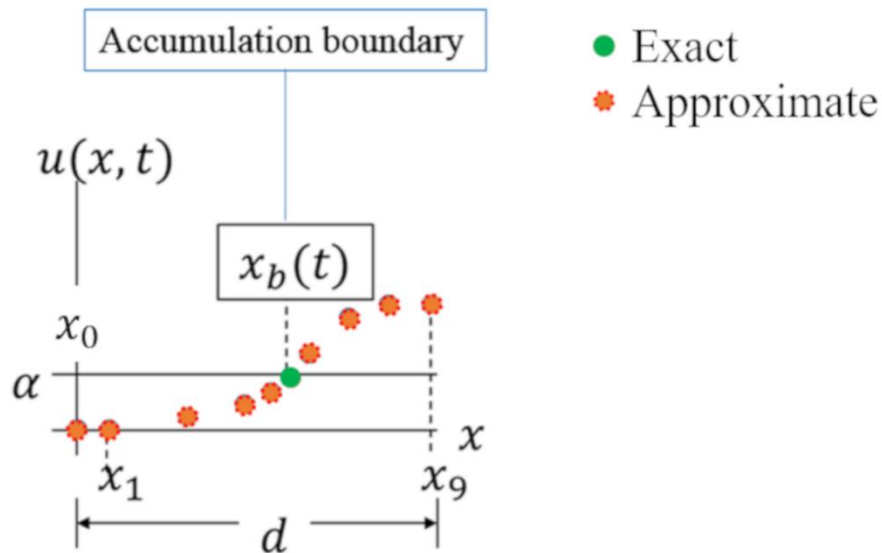 Accumulation boundary
Exact
Approximate
u(x, t)
x_b(t)
x_0
α
x
x_1
x_9
d